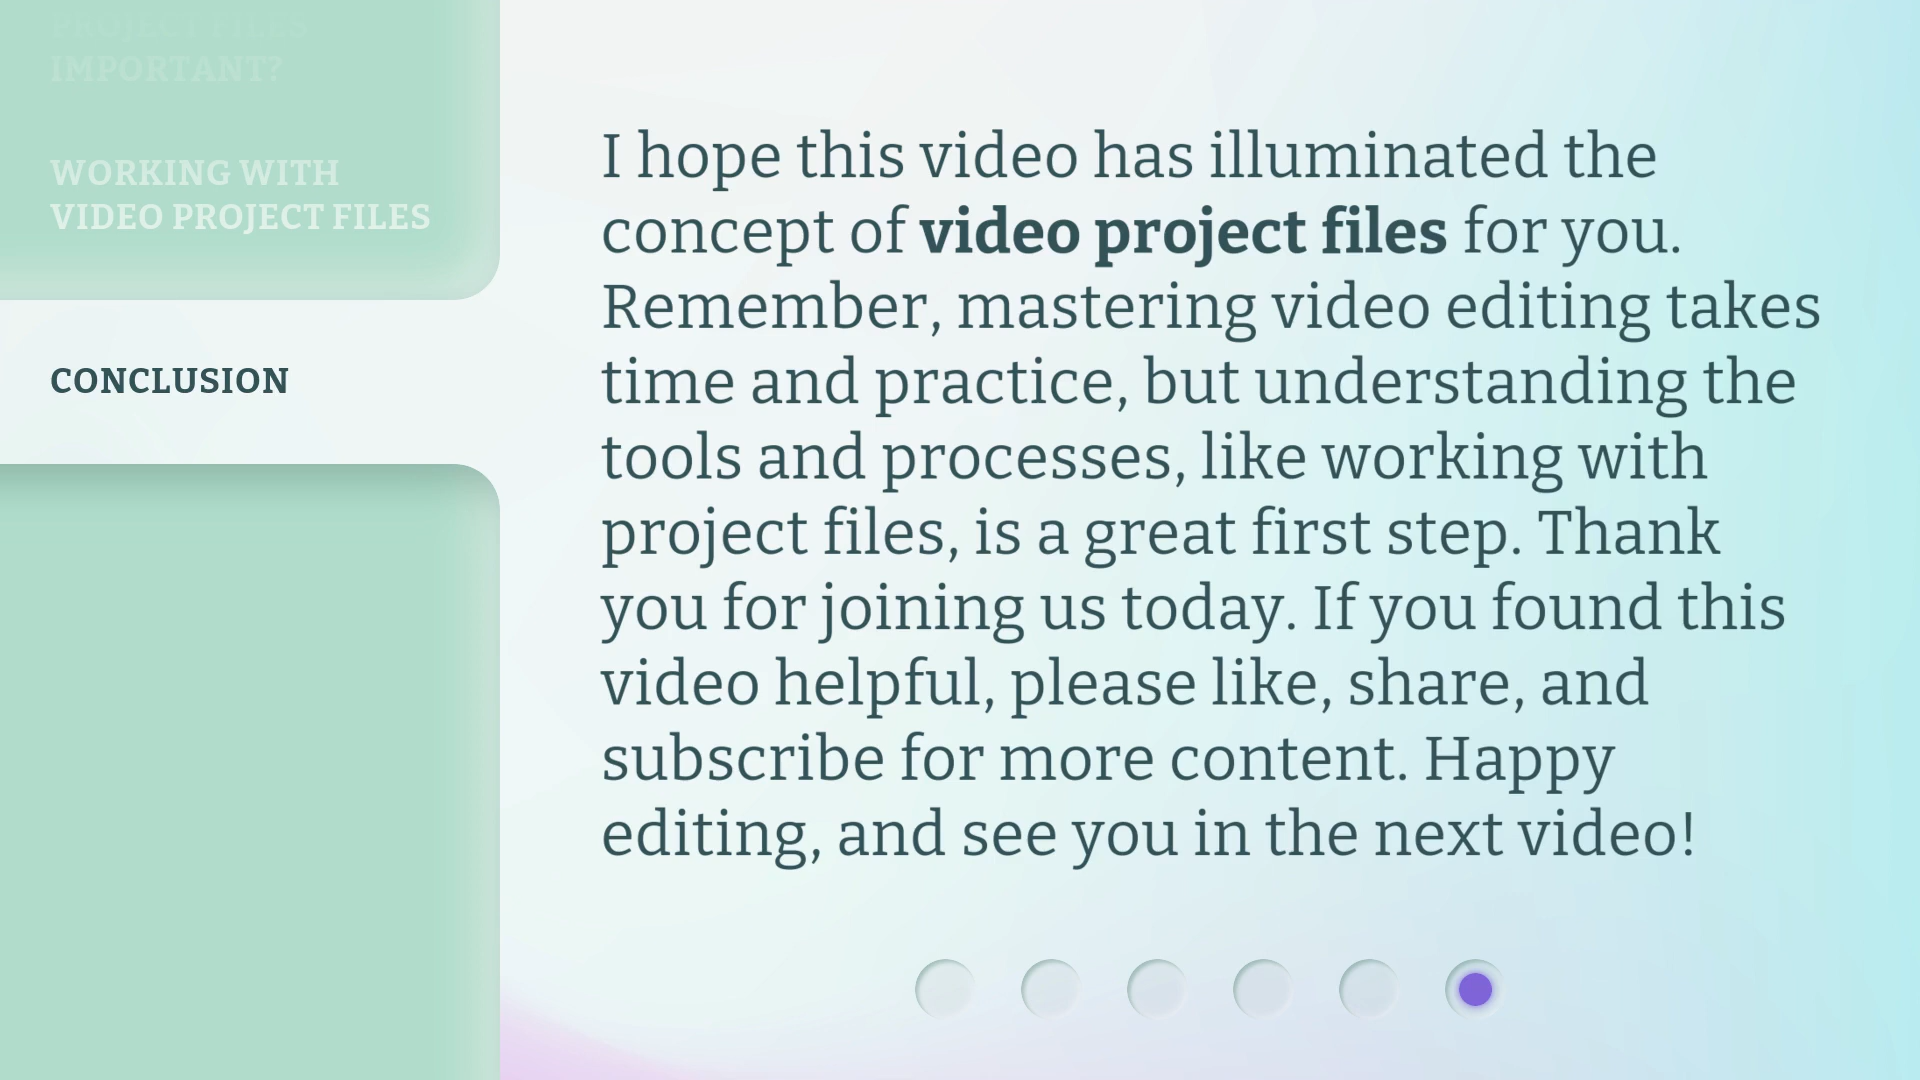 PROJECT FILES
IMPORTANT?
WORKING WITH
VIDEO PROJECT FILES
CONCLUSION
I hope this video has illuminated the
concept of video project files for you.
Remember, mastering video editing takes
time and practice, but understanding the
tools and processes, like working with
project files, is a great first step. Thank
you for joining us today. If you found this
video helpful, please like, share, and
subscribe for more content. Happy
editing, and see you in the next video!